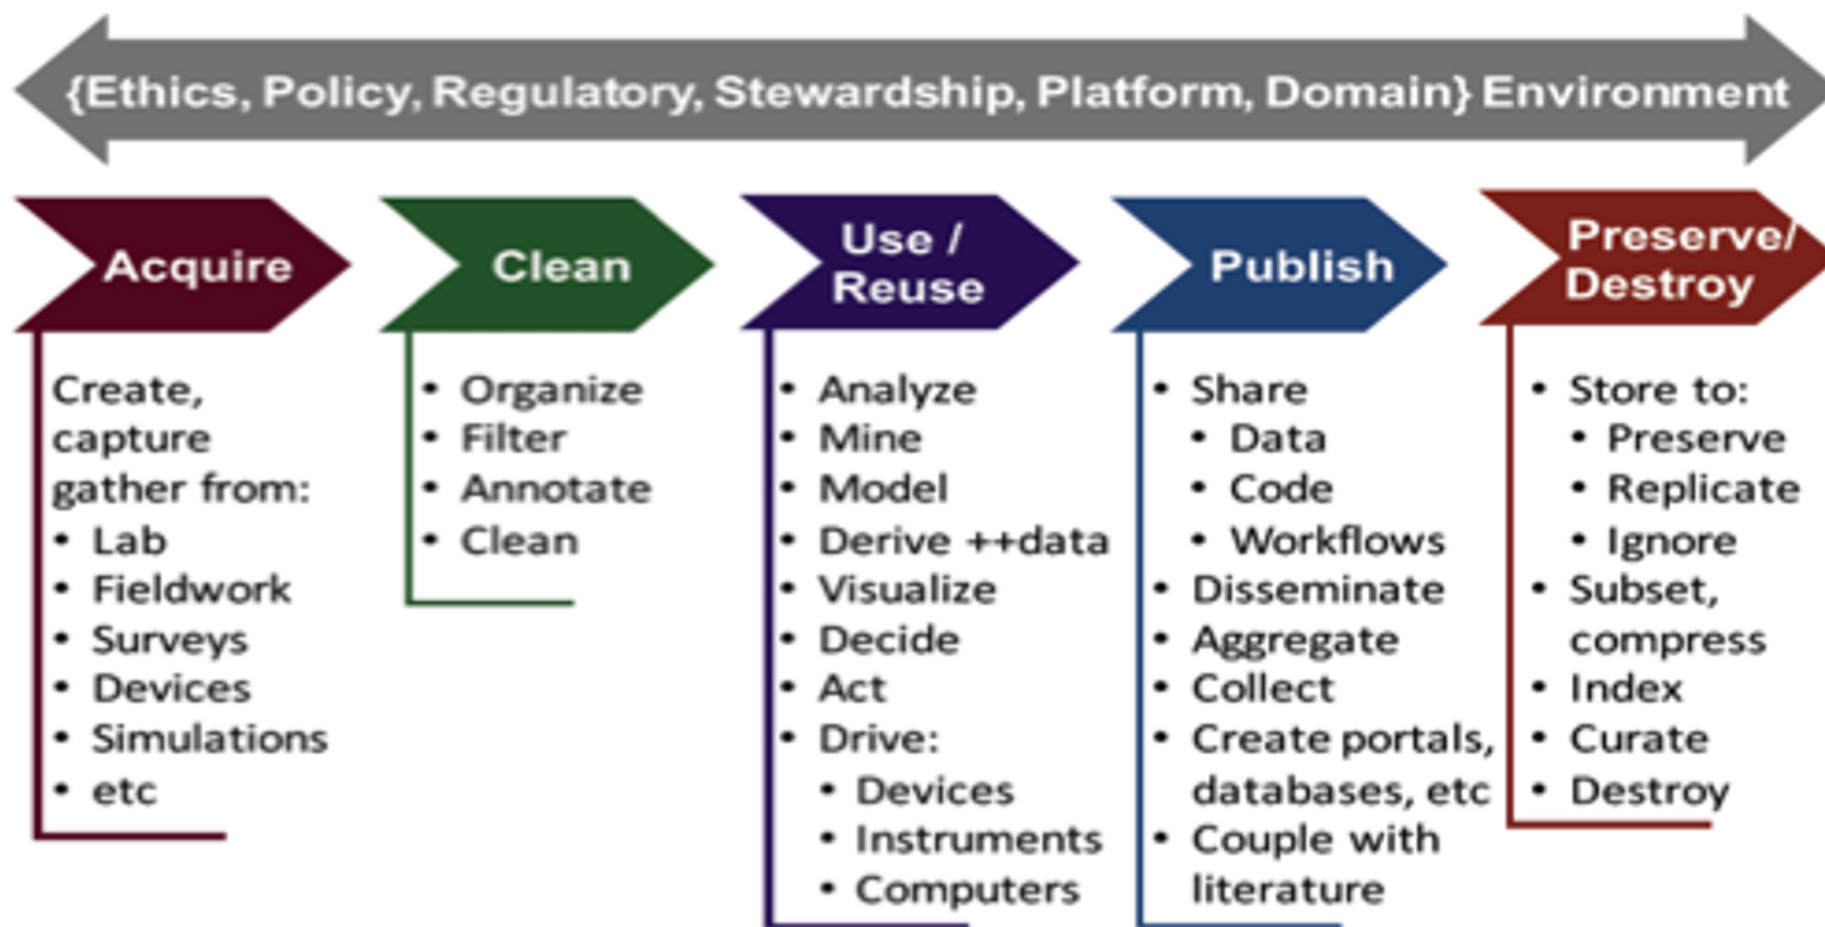 {Ethics, Policy, Regulatory, Stewardship, Platform, Domain} Environment
Acquire
Create,
capture
gather from:
• Lab
• Fieldwork
• Surveys
• Devices
• Simulations
• etc
Clean
• Organize
• Filter
• Annotate
• Clean
Use /
Reuse
• Analyze
• Mine
• Model
• Derive ++data
• Visualize
• Decide
• Act
• Drive:
• Devices
• Instruments
• Computers
Publish
• Share
• Data
• Code
• Workflows
• Disseminate
• Aggregate
• Collect
• Create portals,
databases, etc
• Couple with
literature
Preserve/
Destroy
• Store to:
• Preserve
• Replicate
• Ignore
• Subset,
compress
• Index
• Curate
• Destroy